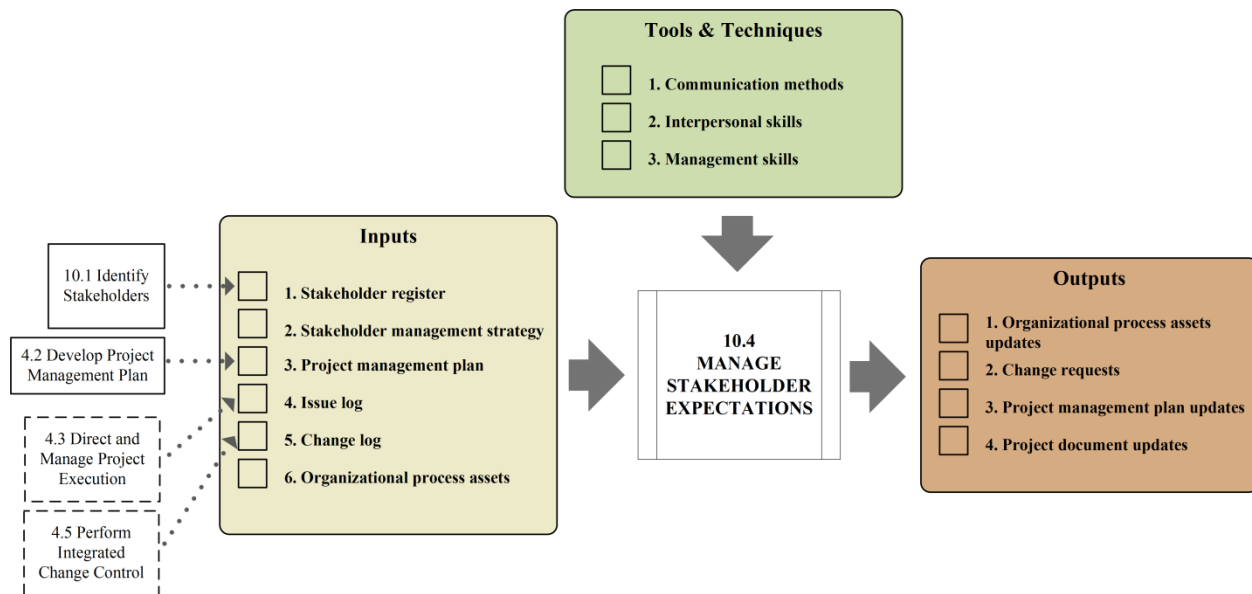 Tools & Techniques
1. Communication methods
2. Interpersonal skills
3. Management skills
10.1 Identify
Stakeholders
4.2 Develop Project
Management Plan
4.3 Direct and
Manage Project
Execution
4.5 Perform
Integrated
Change Control
Inputs
1. Stakeholder register
2. Stakeholder management strategy
3. Project management plan
4. Issue log
5. Change log
6. Organizational process assets
10.4
MANAGE
STAKEHOLDER
EXPECTATIONS
Outputs
1. Organizational process assets
updates
2. Change requests
3. Project management plan updates
4. Project document updates